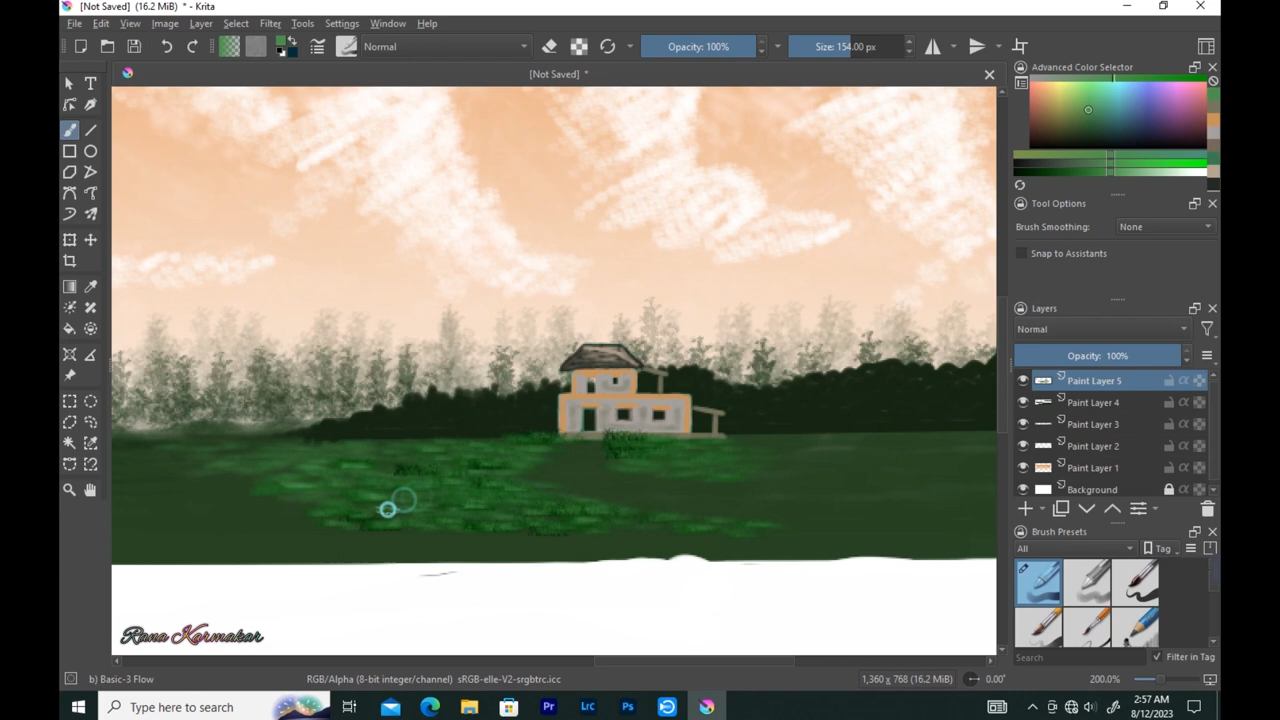 [Not Saved] (16.2 MiB) * - Krita
File Edit View Image Layer Select Filter Tools Settings Window Help
Normal Opacity: 100% Size: 154.00 px
[Not Saved] *
Advanced Color Selector
Tool Options
Brush Smoothing: None
Snap to Assistants
Layers
Normal
Opacity: 100%
Paint Layer 5
Paint Layer 4
Paint Layer 3
Paint Layer 2
Paint Layer 1
Background
Brush Presets
All Tag
Search Filter in Tag
Rana Karmakar
b) Basic-3 Flow RGB/Alpha (8-bit integer/channel) sRGB-elle-V2-srgbtrc.icc 1,360 x 768 (16.2 MiB) 0.00° 200.0%
Type here to search Pr Lrc Ps 2:57 AM
8/12/2023